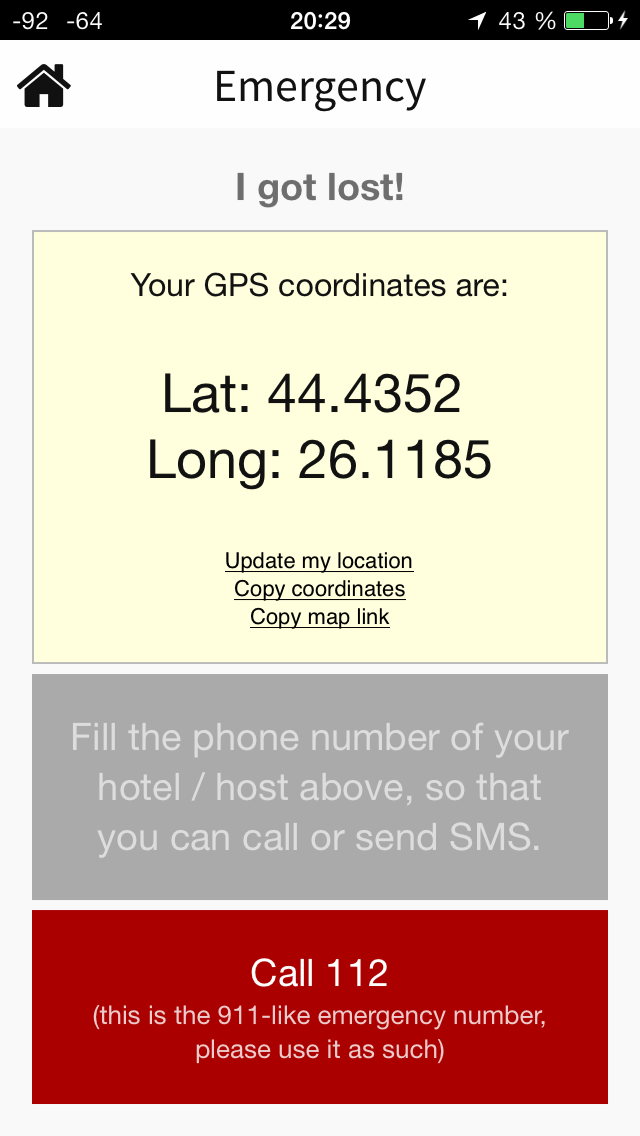 -92 -64 20:29 43 %
Emergency
I got lost!
Your GPS coordinates are:
Lat: 44.4352
Long: 26.1185
Update my location
Copy coordinates
Copy map link
Fill the phone number of your
hotel / host above, so that
you can call or send SMS.
Call 112
(this is the 911-like emergency number,
please use it as such)